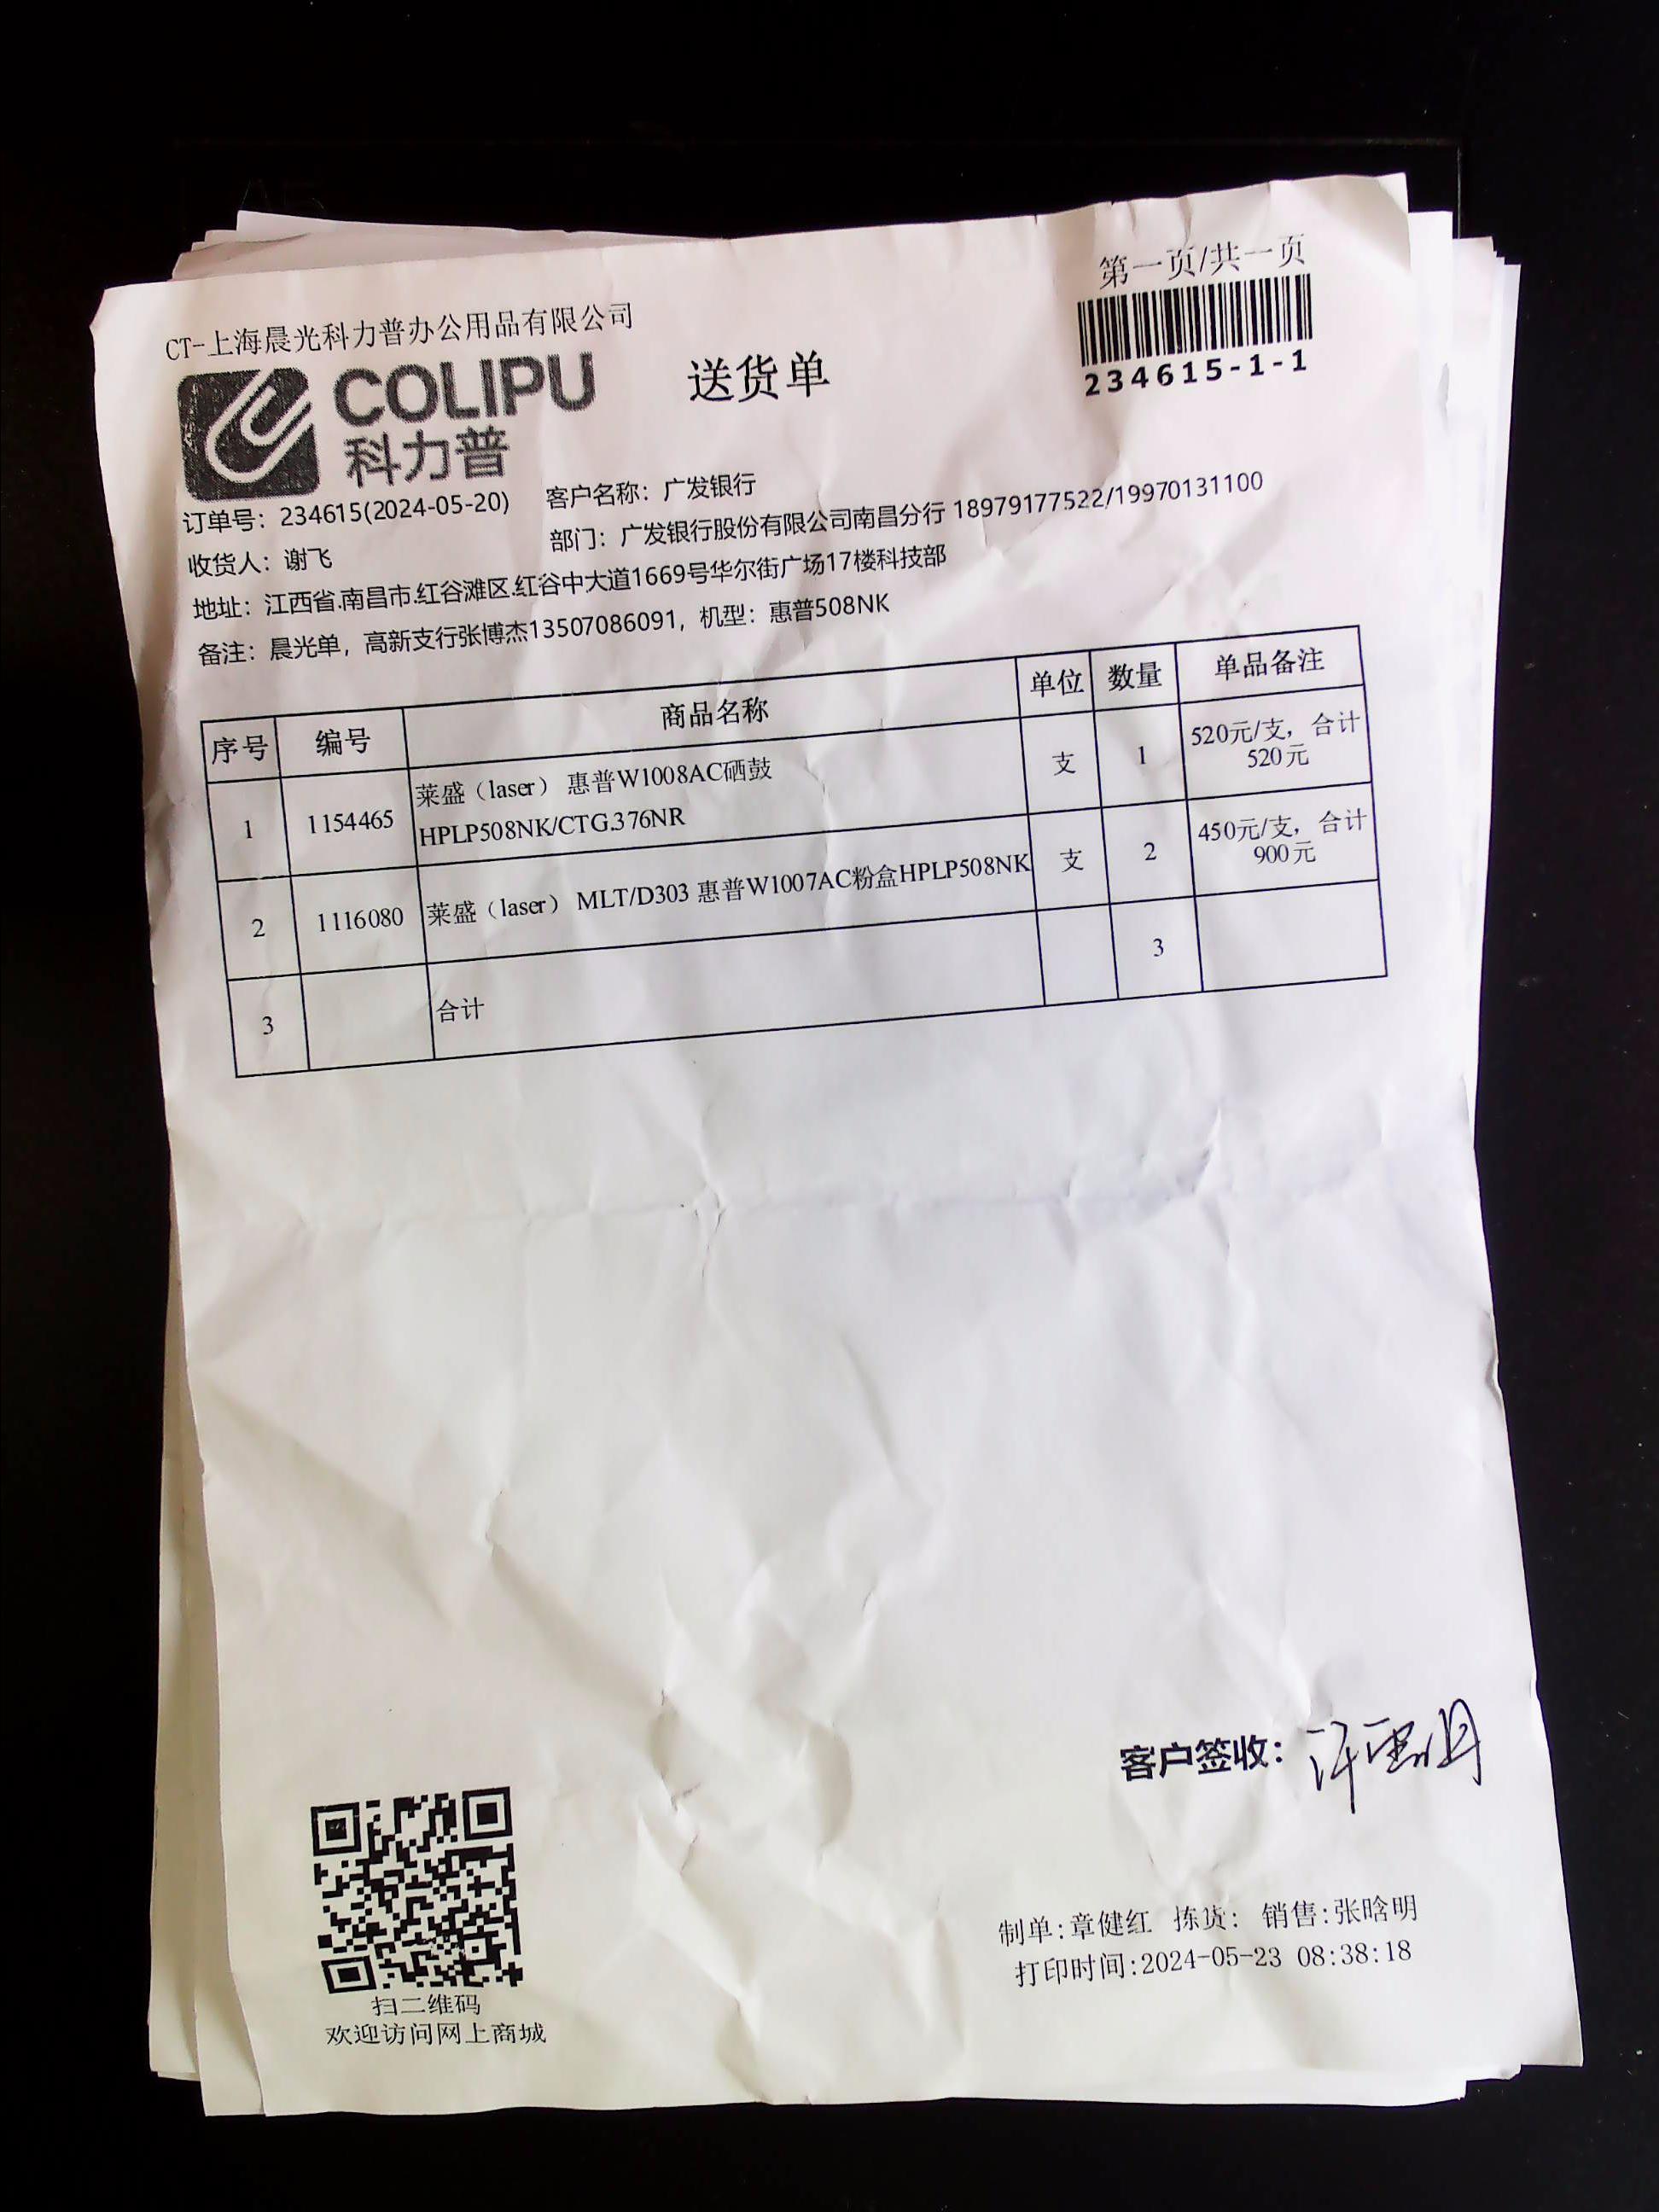 第一页/共一页
CT-上海晨光科力普办公用品有限公司
COLIPU
科力普
送货单
234615-1-1
订单号：234615(2024-05-20) 客户名称：广发银行
收货人：谢飞 部门：广发银行股份有限公司南昌分行 18979177522/19970131100
地址：江西省.南昌市.红谷滩区.红谷中大道1669号华尔街广场17楼科技部
备注：晨光单，高新支行张博杰13507086091，机型：惠普508NK
序号 编号 商品名称 单位 数量 单品备注
1 1154465 莱盛（laser） 惠普W1008AC硒鼓 支 1 520元/支，合计
HPLP508NK/CTG.376NR 520元
2 1116080 莱盛（laser） MLT/D303 惠普W1007AC粉盒HPLP508NK 支 2 450元/支，合计
900元
3 合计 3
客户签收：
制单:章健红 拣货: 销售:张晗明
打印时间:2024-05-23 08:38:18
扫二维码
欢迎访问网上商城